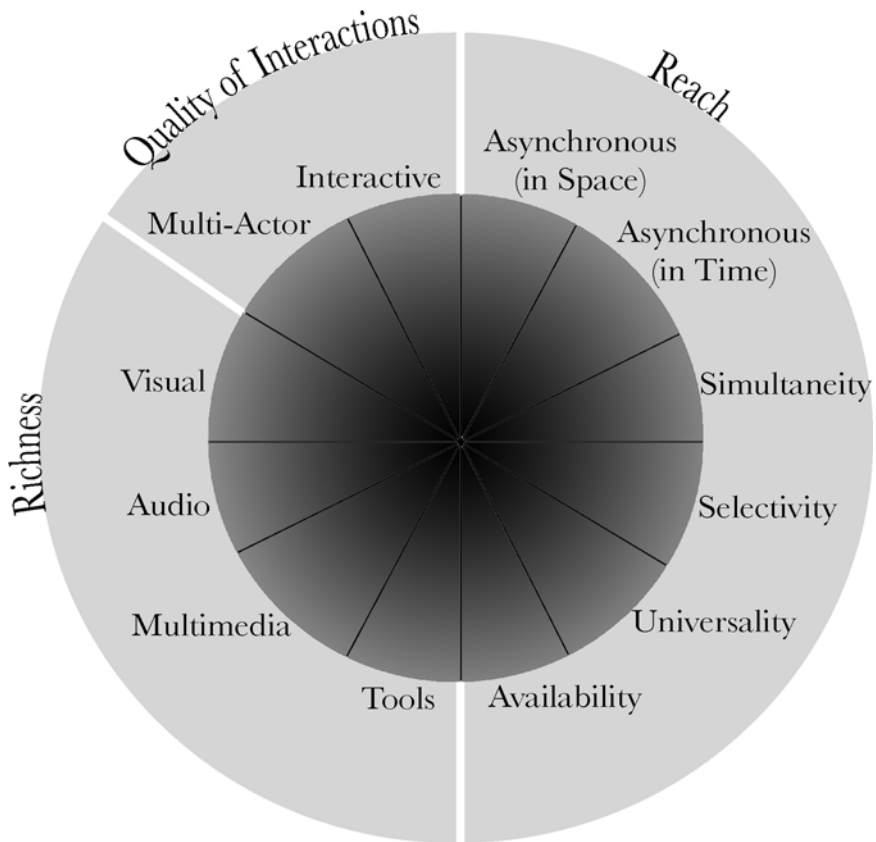 Quality of Interactions
Reach
Richness
Interactive
Multi-Actor
Asynchronous
(in Space)
Asynchronous
(in Time)
Visual
Simultaneity
Audio
Selectivity
Multimedia
Universality
Tools
Availability